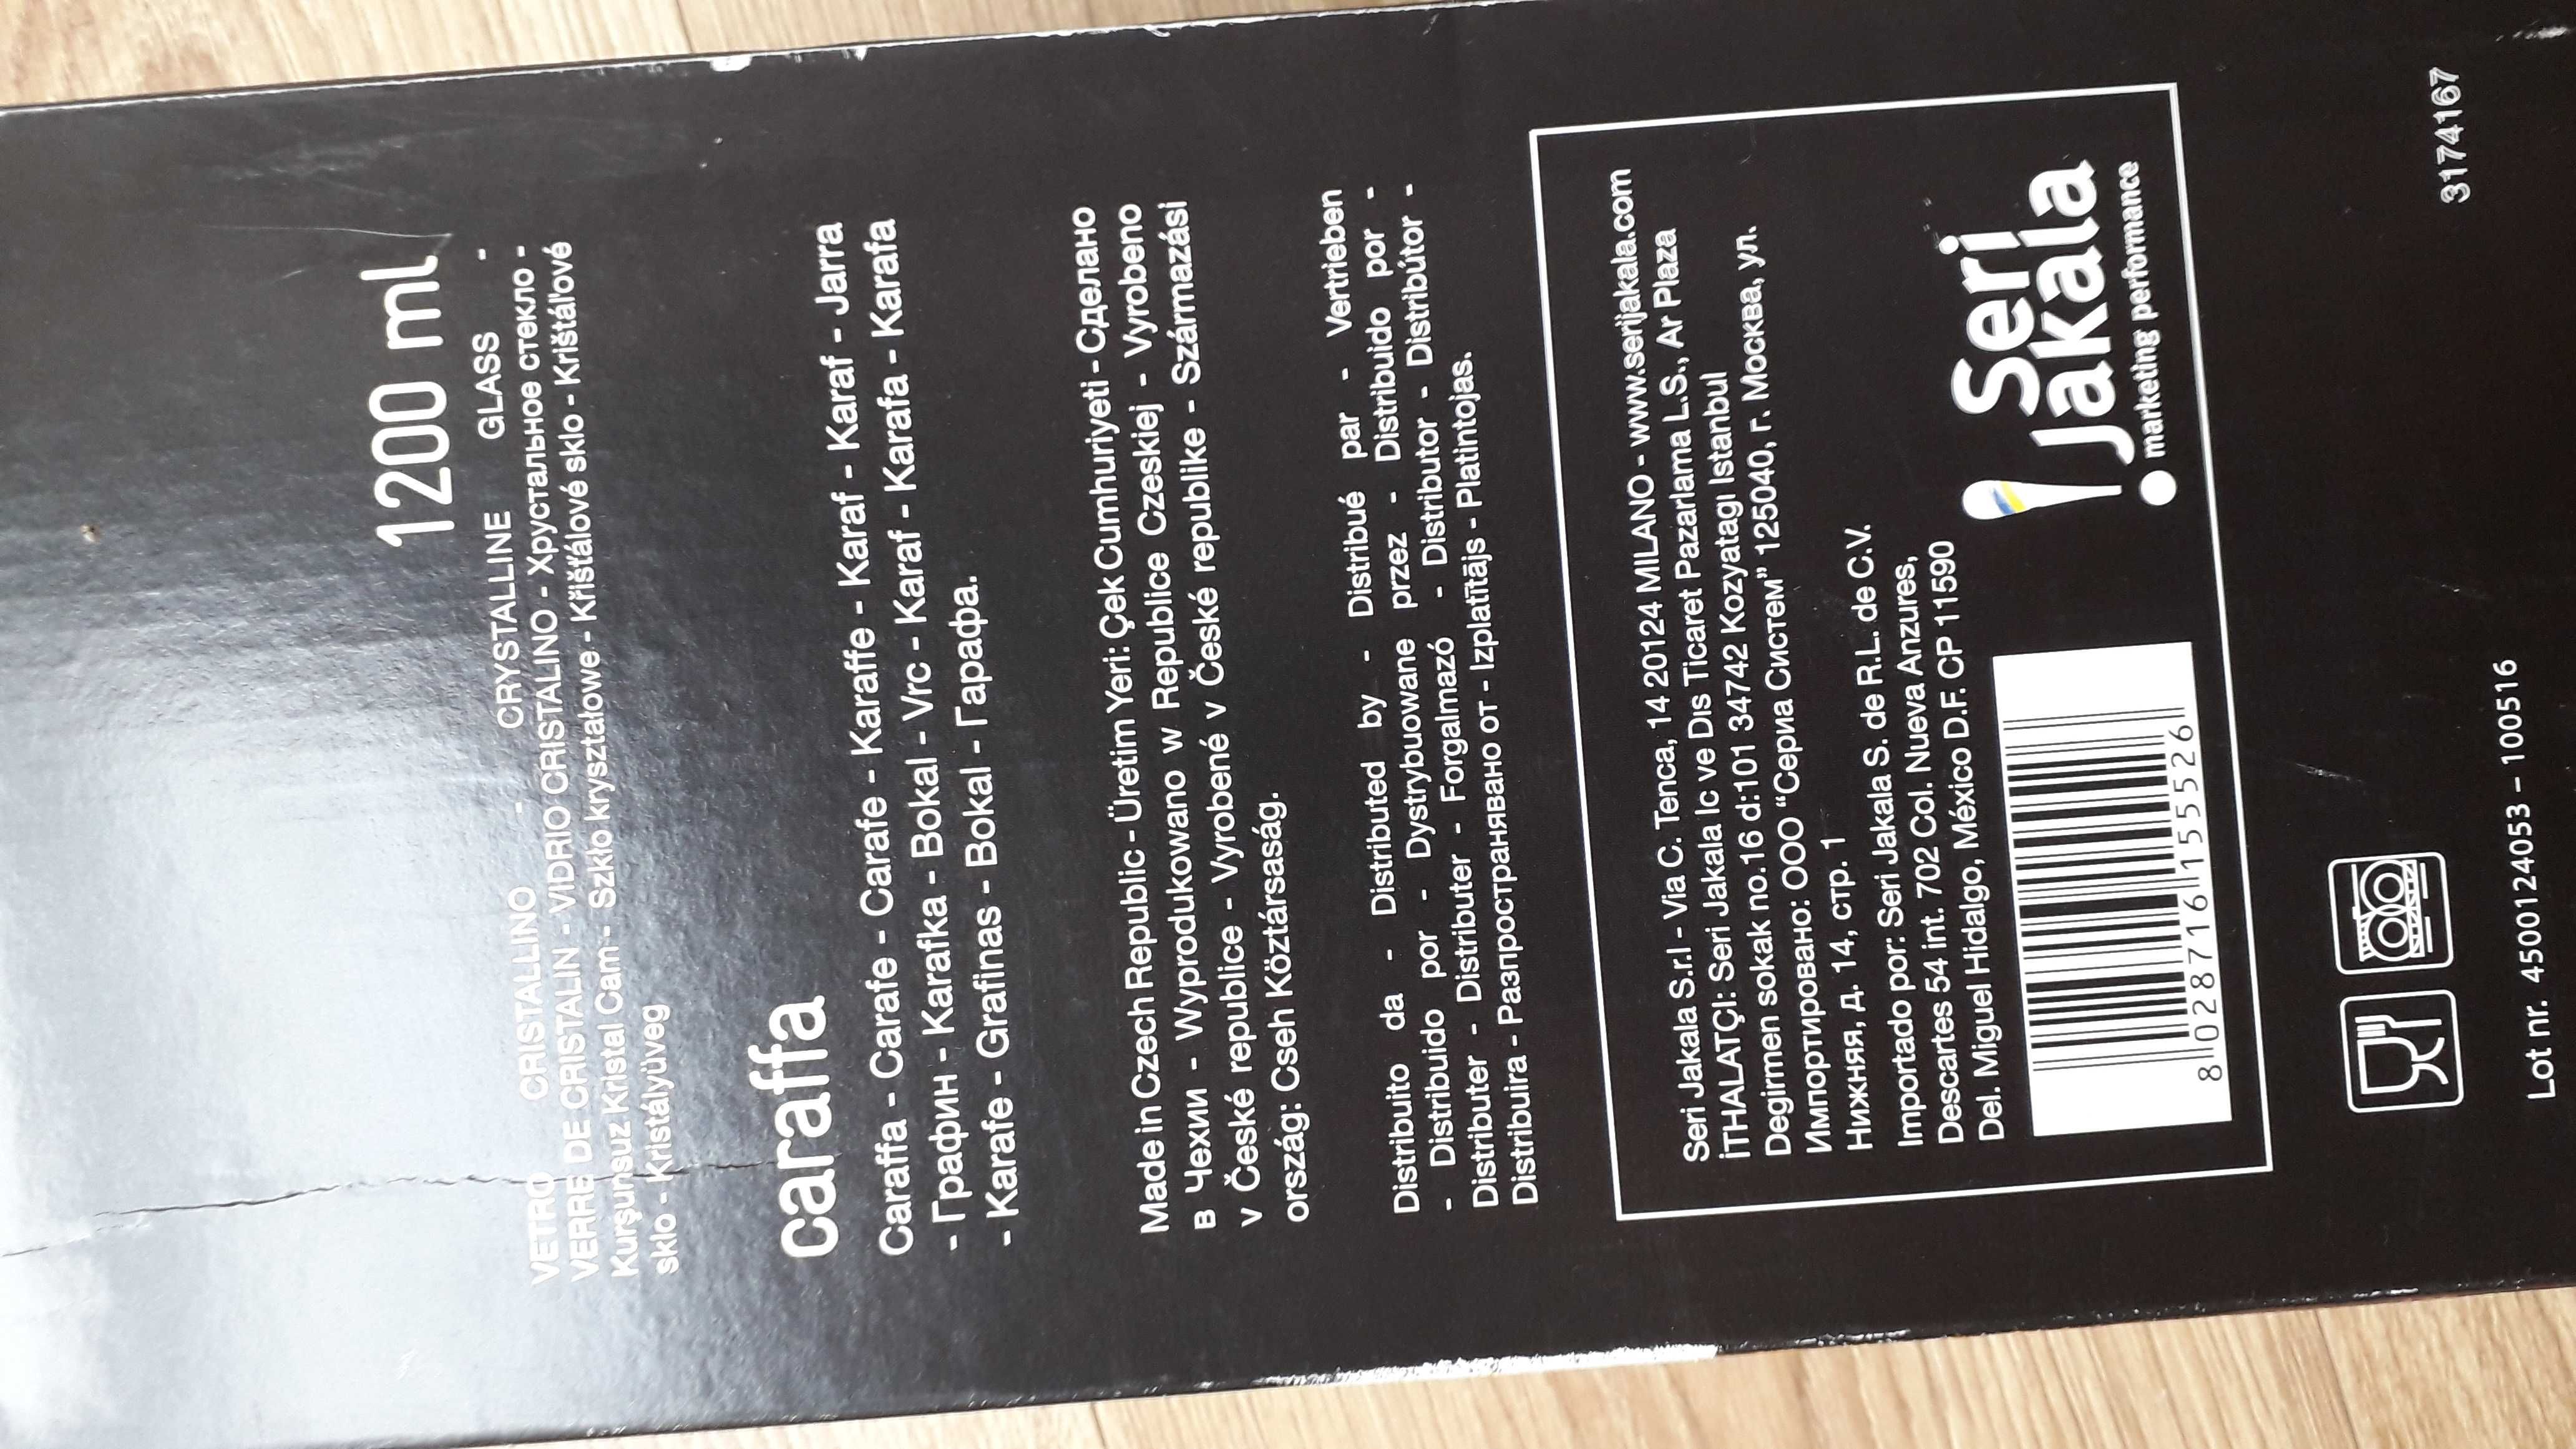 1200 ml
VETRO CRISTALLINO - CRYSTALLINE GLASS -
VERRE DE CRISTALIN - VIDRIO CRISTALINO - Хрустальное стекло -
Kurşunsuz Kristal Cam - Szkło kryształowe - Křišťálové sklo - Krištáľové
sklo - Kristályüveg
caraffa
Caraffa - Carafe - Carafe - Carafe - Karaffe - Karaf - Karaf - Karaf - Jarra
- Графин - Karafka - Bokal - Vrc - Karaf - Karafa - Karafa - Karafa
- Karafe - Grafinas - Bokal - Гарафа.
Made in Czech Republic - Üretim Yeri: Çek Cumhuriyeti - Сделано
в Чехии - Wyprodukowano w Republice Czeskiej - Vyrobeno
v České republice - Vyrobené v České republike - Származási
ország: Cseh Köztársaság.
Distribuito da - Distributed by - Distribué par - Vertrieben
- Distribuido por - Dystrybuowane przez - Distribuido por -
Distributer - Distributer - Forgalmazó - Distributor - Distribútor -
Distribuira - Разпространявано от - Izplatītājs - Platintojas.
Seri Jakala S.r.l - Via C. Tenca, 14 20124 MILANO - www.serijakala.com
İTHALATÇI: Seri Jakala Ic ve Dis Ticaret Pazarlama L.S., Ar Plaza
Degirmen sokak no.16 d:101 34742 Kozyatagı Istanbul
Импортировано: ООО “Сериа Систем” 125040, г. Москва, ул.
Нижняя, д. 14, стр. 1
Importado por: Seri Jakala S. de R.L. de C.V.
Descartes 54 int. 702 Col. Nueva Anzures,
Del. Miguel Hidalgo, México D.F. CP 11590
8 028716 155526
Seri
Jakala
marketing performance
3174167
Lot nr. 4500124053 – 100516